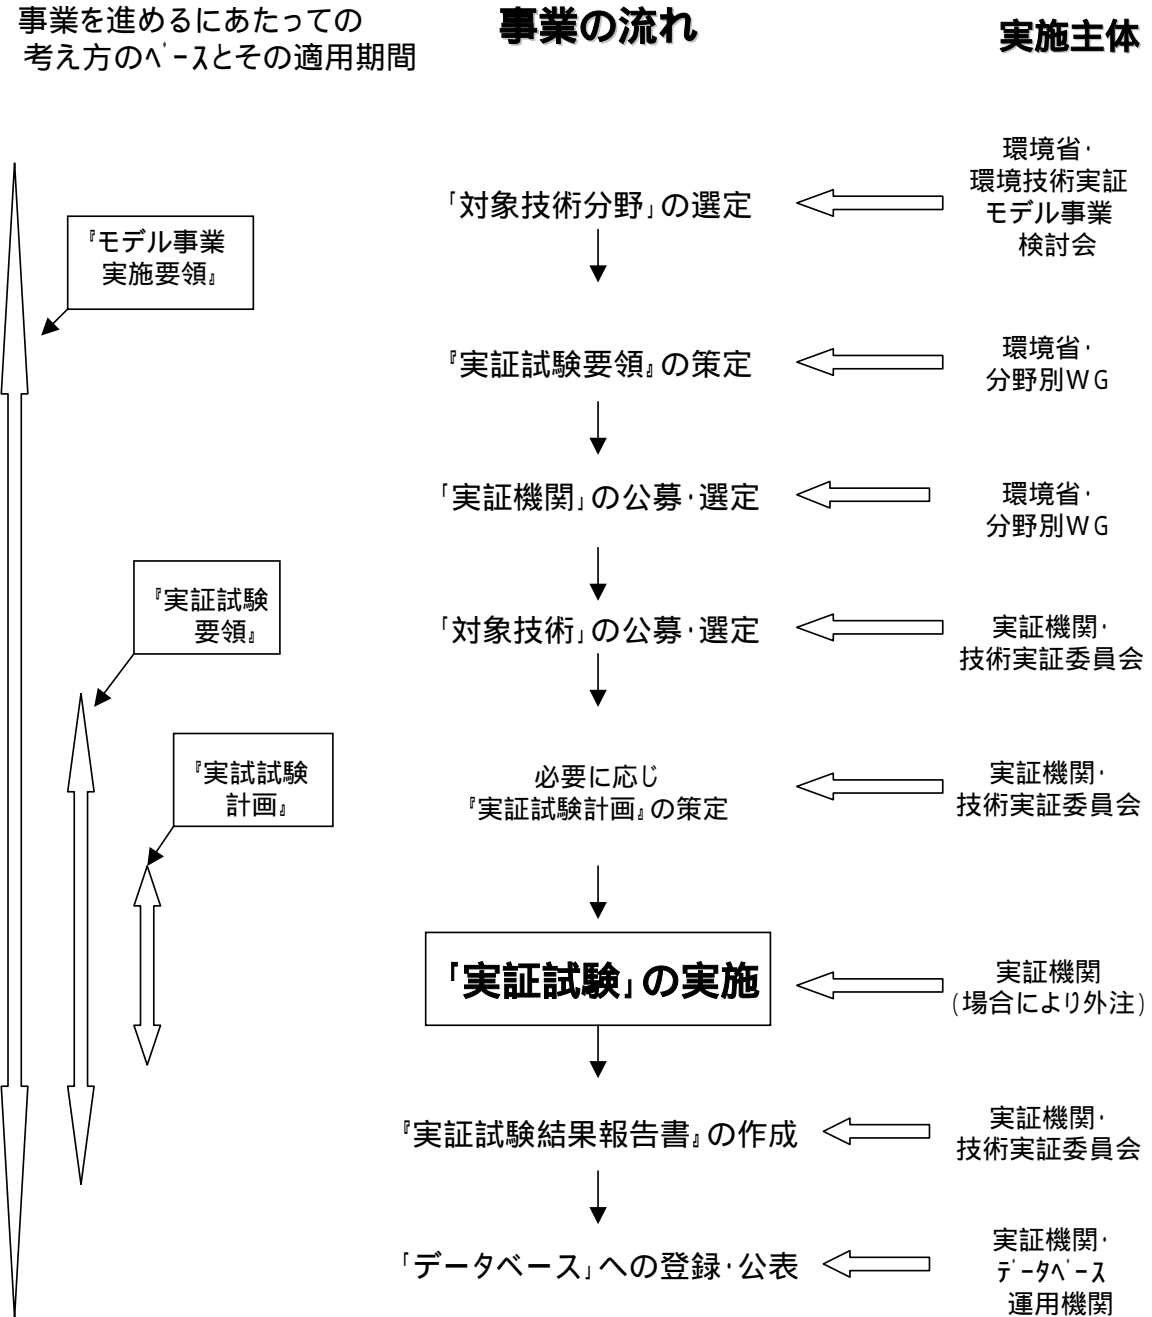 事業を進めるにあたっての
考え方のﾍﾞｰｽとその適用期間
事業の流れ
実施主体
環境省・
環境技術実証
モデル事業
検討会
「対象技術分野」の選定
『モデル事業
実施要領』
『実証試験要領』の策定
環境省・
分野別WG
「実証機関」の公募・選定
環境省・
分野別WG
『実証試験
要領』
「対象技術」の公募・選定
実証機関・
技術実証委員会
『実試試験
計画』
必要に応じ
『実証試験計画』の策定
実証機関・
技術実証委員会
「実証試験」の実施
実証機関
(場合により外注)
『実証試験結果報告書』の作成
実証機関・
技術実証委員会
「データベース」への登録・公表
実証機関・
ﾃﾞｰﾀﾍﾞｰｽ
運用機関